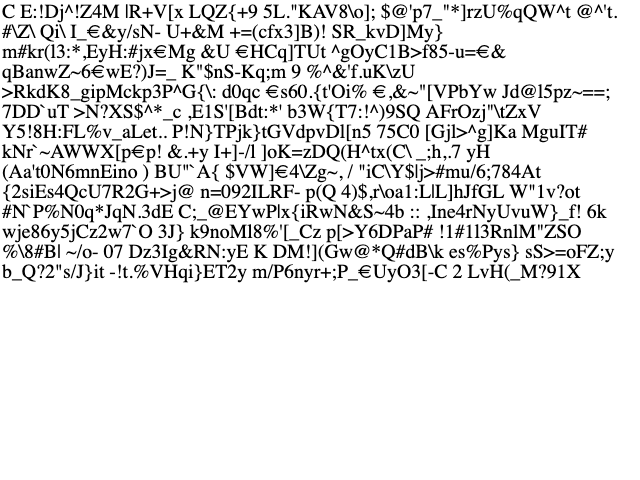 C E:!Dj^!Z4M |R+V[x LQZ{+9 5L."KAV8\o]; $@'p7_"*]rzU%qQW^t @^'t.
#\Z\ Qi\ I_€&y/sN- U+&M +=(cfx3]B)! SR_kvD]My}
m#kr(l3:*,EyH:#jx€Mg &U €HCq]TUt ^gOyC1B>f85-u=€&
qBanwZ~6€wE?)J=_ K"$nS-Kq;m 9 %^&'f.uK\zU
>RkdK8_gipMckp3P^G{\: d0qc €s60.{t'Oi% €,&~"[VPbYw Jd@l5pz~==;
7DD`uT >N?XS$^*_c ,E1S'[Bdt:*' b3W{T7:!^)9SQ AFrOzj"\tZxV
Y5!8H:FL%v_aLet.. P!N}TPjk}tGVdpvDl[n5 75C0 [Gjl>^g]Ka MguIT#
kNr`~AWWX[p€p! &.+y I+]-/l ]oK=zDQ(H^tx(C\ _;h,.7 yH
(Aa't0N6mnEino ) BU"`A{ $VW]€4\Zg~, / "iC\Y$|j>#mu/6;784At
{2siEs4QcU7R2G+>j@ n=092ILRF- p(Q 4)$,r\oa1:L|L]hJfGL W"1v?ot
#N`P%N0q*JqN.3dE C;_@EYwP|x{iRwN&S~4b :: ,Ine4rNyUvuW}_f! 6k
wje86y5jCz2w7`O 3J} k9noMl8%'[_Cz p[>Y6DPaP# !1#1l3RnlM"ZSO
%\8#B| ~/o- 07 Dz3Ig&RN:yE K DM!](Gw@*Q#dB\k es%Pys} sS>=oFZ;y
b_Q?2"s/J}it -!t.%VHqi}ET2y m/P6nyr+;P_€UyO3[-C 2 LvH(_M?91X